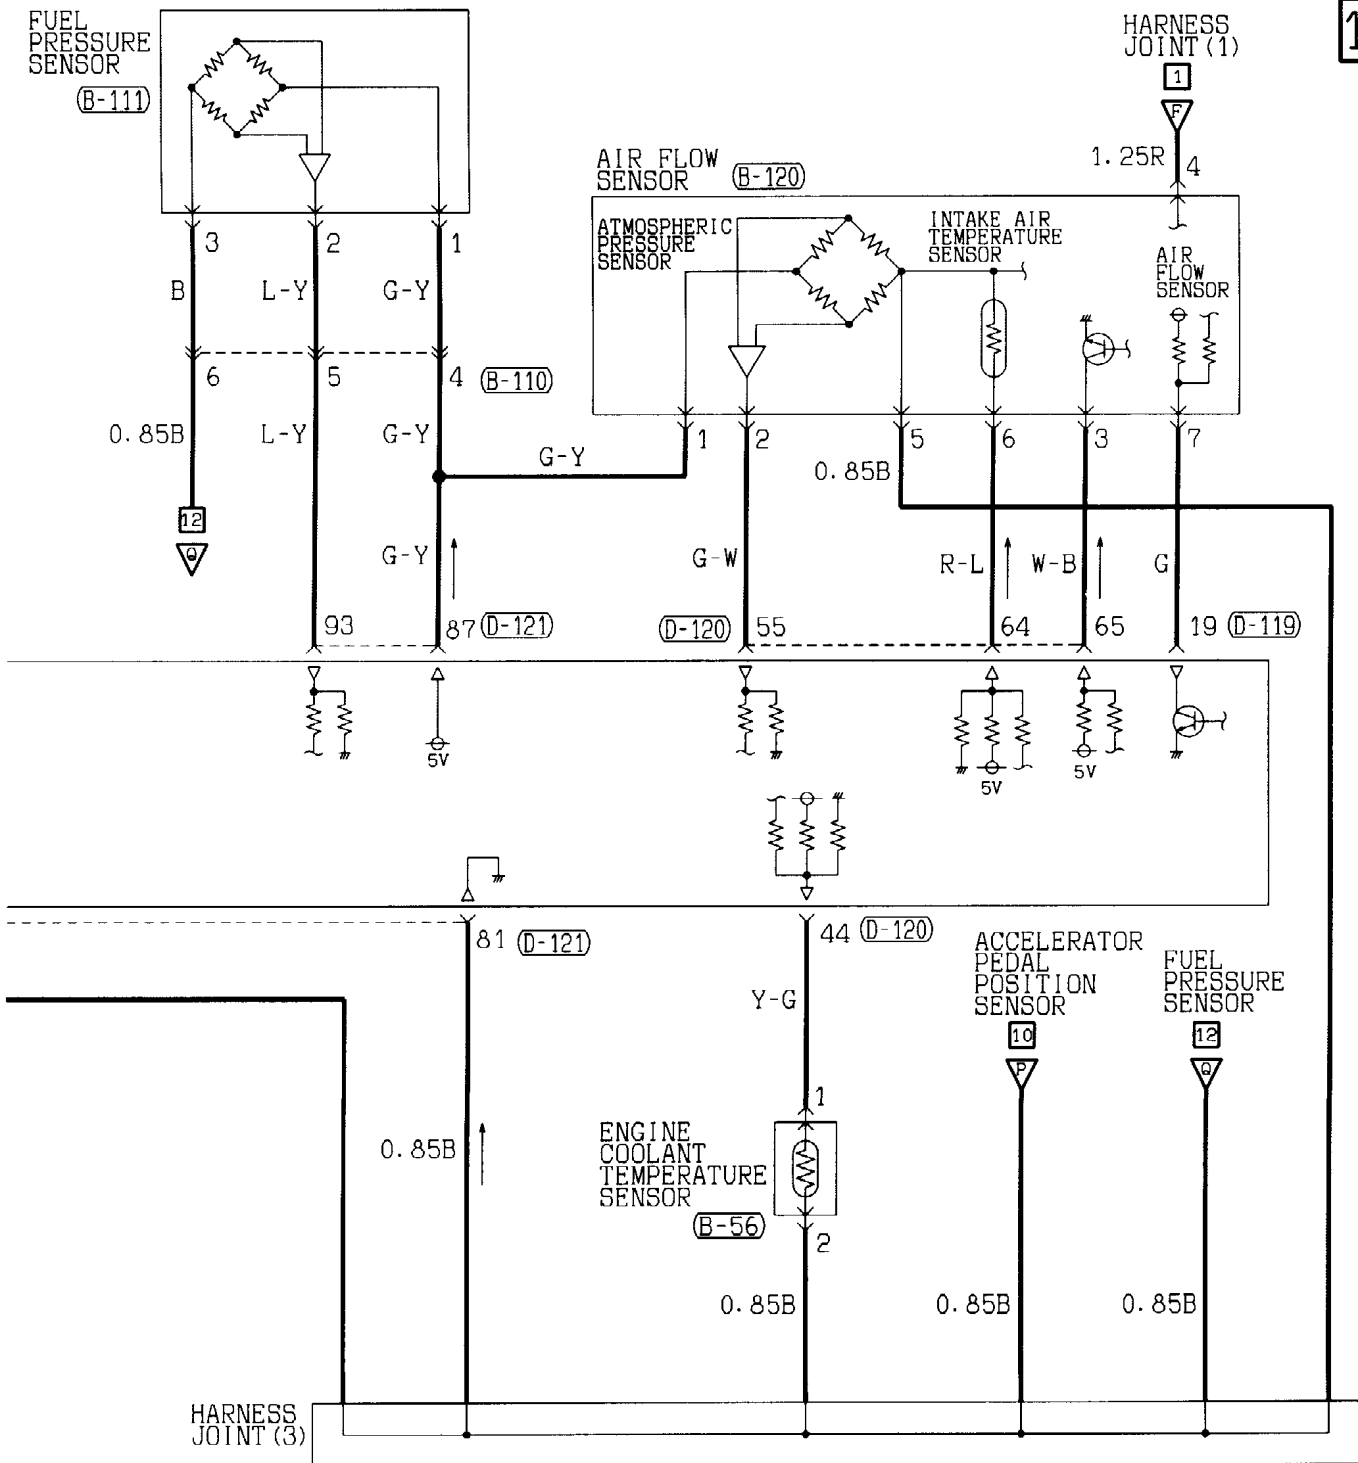 FUEL
PRESSURE
SENSOR
B-111
HARNESS
JOINT(1)
1
F
1.25R
4
AIR FLOW
SENSOR
B-120
ATMOSPHERIC
PRESSURE
SENSOR
INTAKE AIR
TEMPERATURE
SENSOR
AIR
FLOW
SENSOR
3
2
1
B
L-Y
G-Y
6
5
4
B-110
0.85B
L-Y
G-Y
G-Y
1
2
5
6
3
7
0.85B
12
Q
G-Y
G-W
R-L
W-B
G
93
87
D-121
D-120
55
64
65
19
D-119
5V
5V
5V
81
D-121
44
D-120
ACCELERATOR
PEDAL
POSITION
SENSOR
10
P
FUEL
PRESSURE
SENSOR
12
Q
Y-G
1
0.85B
ENGINE
COOLANT
TEMPERATURE
SENSOR
B-56
2
0.85B
0.85B
0.85B
HARNESS
JOINT(3)